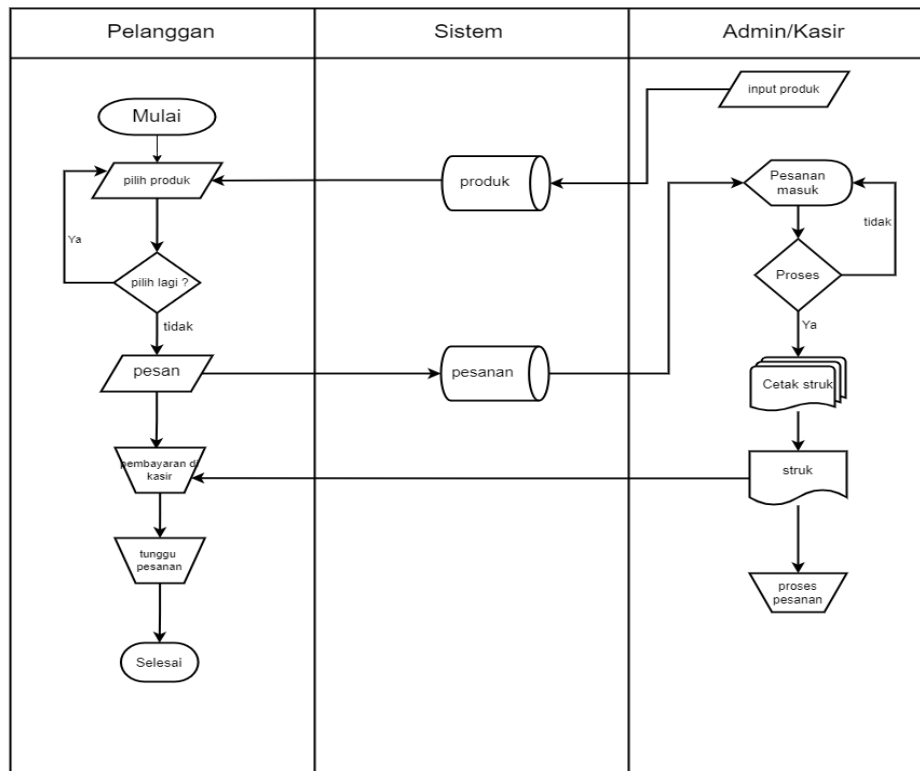 Pelanggan
Sistem
Admin/Kasir
input produk
Mulai
pilih produk
produk
Pesanan
masuk
tidak
Ya
pilih lagi ?
Proses
tidak
Ya
pesan
pesanan
Cetak struk
pembayaran di
kasir
struk
tunggu
pesanan
proses
pesanan
Selesai